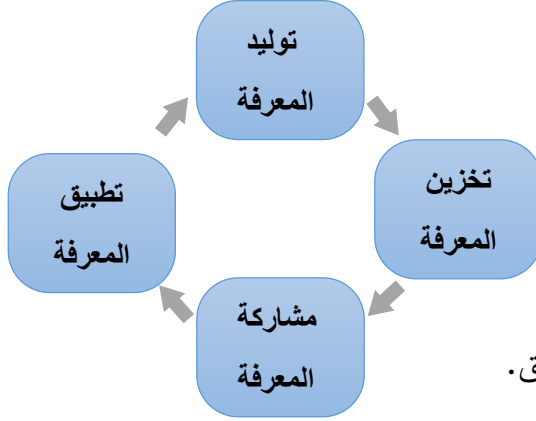 توليد
المعرفة
تخزين
المعرفة
مشاركة
المعرفة
تطبيق
المعرفة
ق.